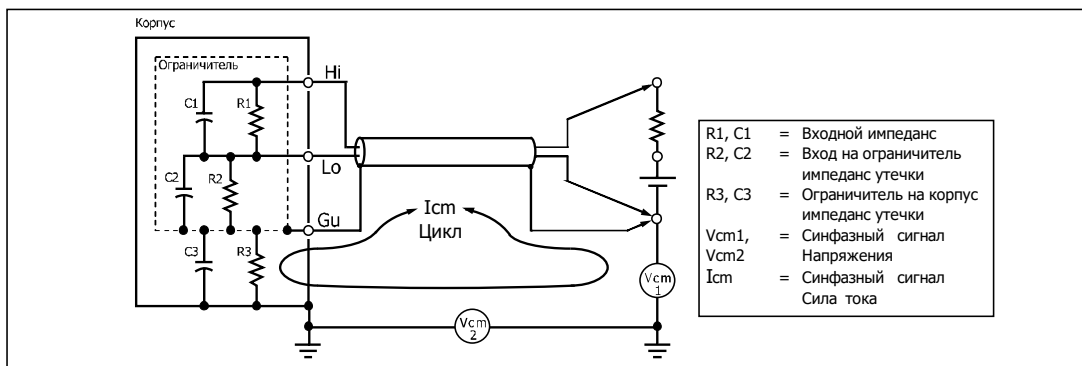 Корпус
Ограничитель
Hi
C1
R1
Lo
C2
R2
Gu
C3
R3
Icm
Цикл
Vcm
1
Vcm
2
R1, C1 = Входной импеданс
R2, C2 = Вход на ограничитель
импеданс утечки
R3, C3 = Ограничитель на корпус
импеданс утечки
Vcm1, = Синфазный сигнал
Vcm2 Напряжения
Icm = Синфазный сигнал
Сила тока